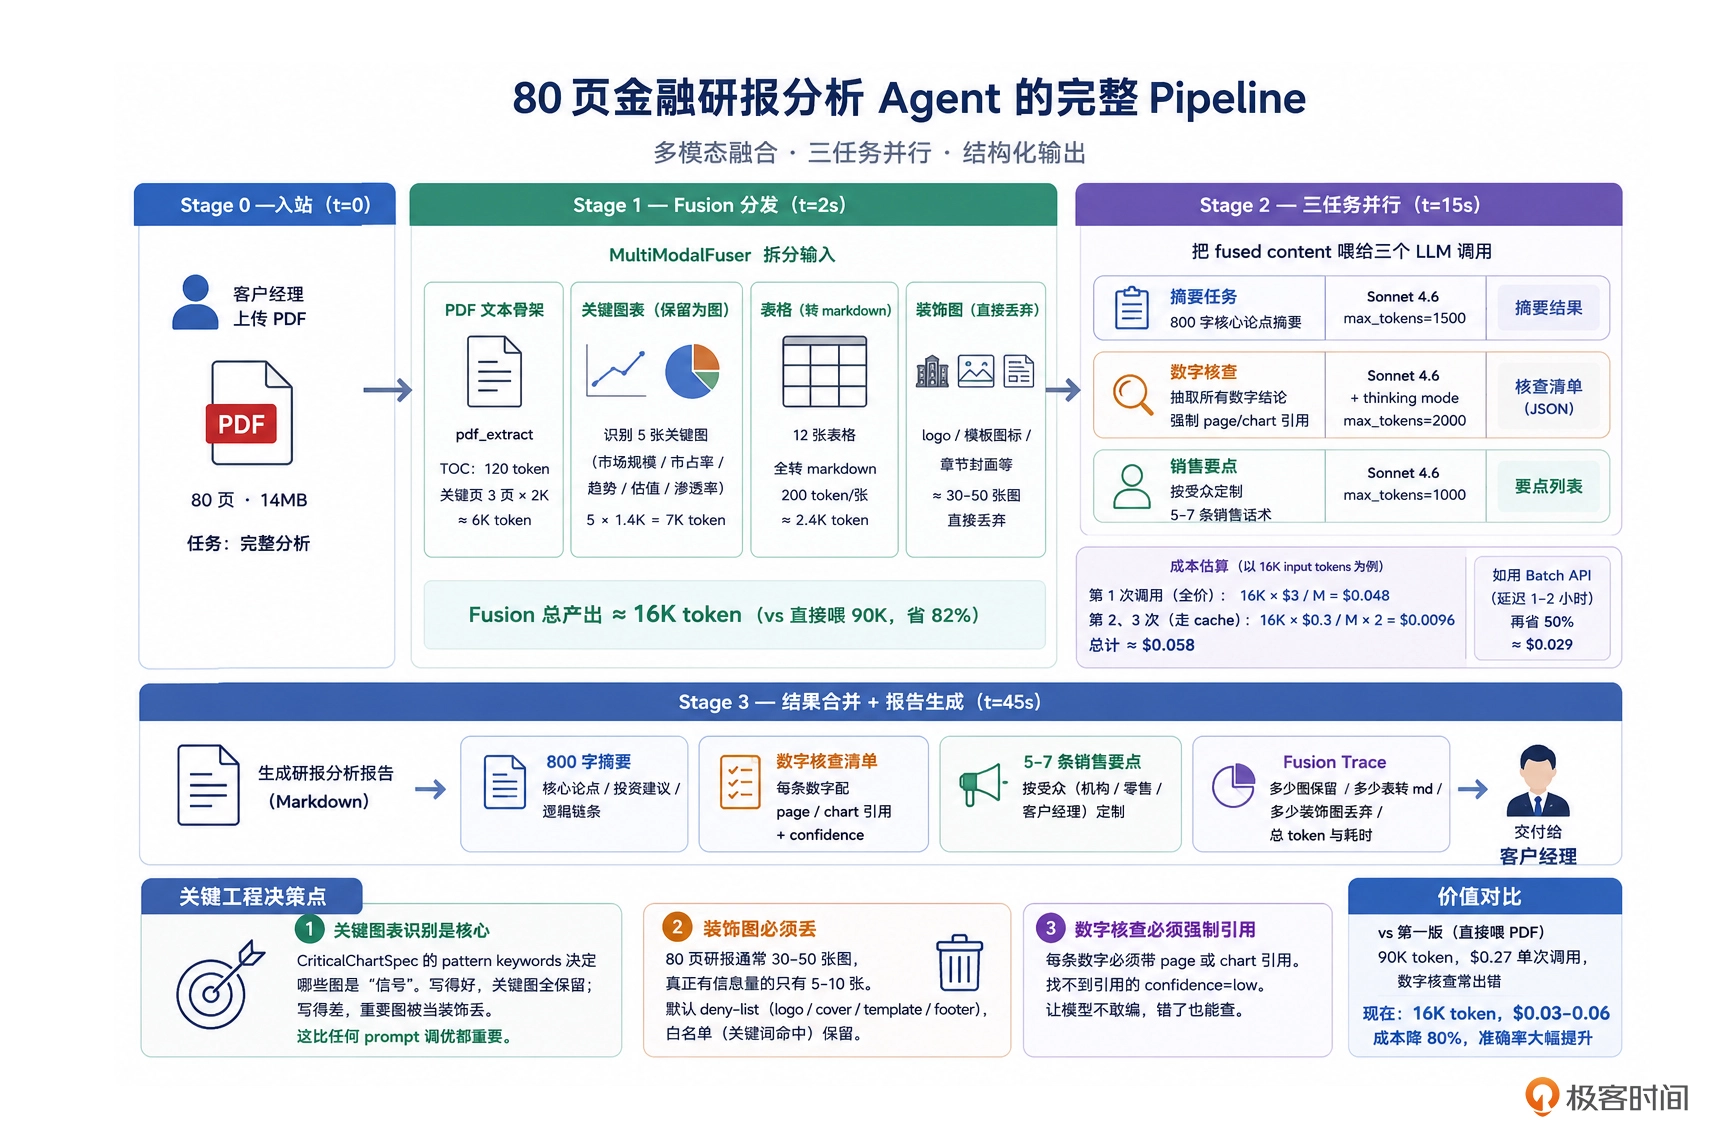 80 页金融研报分析 Agent 的完整 Pipeline
多模态融合 · 三任务并行 · 结构化输出
Stage 0 —入站（t=0）
客户经理
上传 PDF
PDF
80 页 · 14MB
任务：完整分析
Stage 1 — Fusion 分发（t=2s）
MultiModalFuser 拆分输入
PDF 文本骨架
pdf_extract
TOC：120 token
关键页 3 页 × 2K
≈ 6K token
关键图表（保留为图）
识别 5 张关键图
（市场规模 / 市占率 /
趋势 / 估值 / 渗透率）
5 × 1.4K = 7K token
表格（转 markdown）
12 张表格
全转 markdown
200 token/张
≈ 2.4K token
装饰图（直接丢弃）
logo / 模板图标 /
章节封面等
≈ 30–50 张图
直接丢弃
Fusion 总产出 ≈ 16K token（vs 直接喂 90K，省 82%）
Stage 2 — 三任务并行（t=15s）
把 fused content 喂给三个 LLM 调用
摘要任务
800 字核心论点摘要
Sonnet 4.6
max_tokens=1500
摘要结果
数字核查
抽取所有数字结论
强制 page/chart 引用
Sonnet 4.6
+ thinking mode
max_tokens=2000
核查清单
（JSON）
销售要点
按受众定制
5–7 条销售话术
Sonnet 4.6
max_tokens=1000
要点列表
成本估算（以 16K input tokens 为例）
第 1 次调用（全价）： 16K × $3 / M = $0.048
第 2、3 次（走 cache）: 16K × $0.3 / M × 2 = $0.0096
总计 ≈ $0.058
如用 Batch API
（延迟 1–2 小时）
再省 50%
≈ $0.029
Stage 3 — 结果合并 + 报告生成（t=45s）
生成研报分析报告
（Markdown）
800 字摘要
核心论点 / 投资建议 /
逻辑链条
数字核查清单
每条数字配
page / chart 引用
+ confidence
5–7 条销售要点
按受众（机构 / 零售 /
客户经理）定制
Fusion Trace
多少图保留 / 多少表转 md /
多少装饰图丢弃 /
总 token 与耗时
交付给
客户经理
关键工程决策点
1 关键图表识别是核心
CriticalChartSpec 的 pattern keywords 决定
哪些图是“信号”。写得好，关键图全保留；
写得差，重要图被当装饰丢。
这比任何 prompt 调优都重要。
2 装饰图必须丢
80 页研报通常 30–50 张图，
真正有信息量的只有 5–10 张。
默认 deny-list（logo / cover / template / footer），
白名单（关键词命中）保留。
3 数字核查必须强制引用
每条数字必须带 page 或 chart 引用。
找不到引用的 confidence=low。
让模型不敢编，错了也能查。
价值对比
vs 第一版（直接喂 PDF）
90K token，$0.27 单次调用，
数字核查常出错
现在：16K token，$0.03–0.06
成本降 80%，准确率大幅提升
极客时间